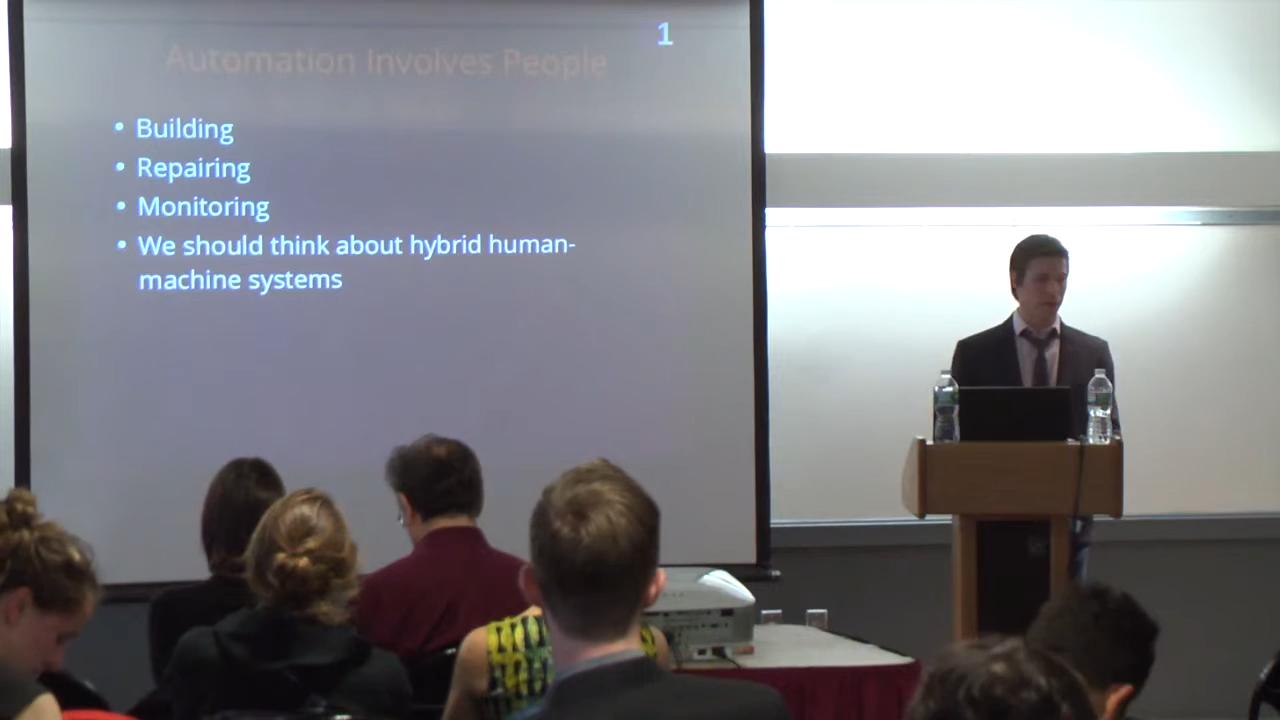 1
Automation Involves People
• Building
• Repairing
• Monitoring
• We should think about hybrid human-
machine systems